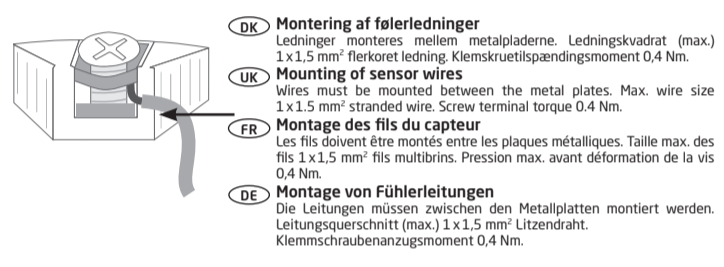 DK Montering af følerledninger
Ledninger monteres mellem metalpladerne. Ledningskvadrat (max.)
1 x 1,5 mm² flerkoret ledning. Klemskruetilspændingsmoment 0,4 Nm.
UK Mounting of sensor wires
Wires must be mounted between the metal plates. Max. wire size
1 x 1.5 mm² stranded wire. Screw terminal torque 0.4 Nm.
FR Montage des fils du capteur
Les fils doivent être montés entre les plaques métalliques. Taille max. des
fils 1 x 1,5 mm² fils multibrins. Pression max. avant déformation de la vis
0,4 Nm.
DE Montage von Fühlerleitungen
Die Leitungen müssen zwischen den Metallplatten montiert werden.
Leitungsquerschnitt (max.) 1 x 1,5 mm² Litzendraht.
Klemmschraubenanzugsmoment 0,4 Nm.